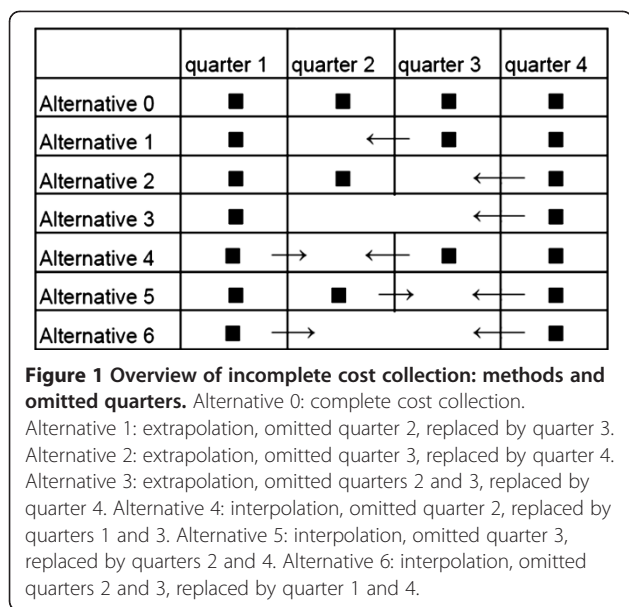 quarter 1 quarter 2 quarter 3 quarter 4
Alternative 0 ■ ■ ■ ■
Alternative 1 ■ ← ■ ■
Alternative 2 ■ ■ ← ■
Alternative 3 ■ ← ■
Alternative 4 ■ → ← ■ ■
Alternative 5 ■ ■ → ← ■
Alternative 6 ■ → ← ■
Figure 1 Overview of incomplete cost collection: methods and
omitted quarters. Alternative 0: complete cost collection.
Alternative 1: extrapolation, omitted quarter 2, replaced by quarter 3.
Alternative 2: extrapolation, omitted quarter 3, replaced by quarter 4.
Alternative 3: extrapolation, omitted quarters 2 and 3, replaced by
quarter 4. Alternative 4: interpolation, omitted quarter 2, replaced by
quarters 1 and 3. Alternative 5: interpolation, omitted quarter 3,
replaced by quarters 2 and 4. Alternative 6: interpolation, omitted
quarters 2 and 3, replaced by quarter 1 and 4.